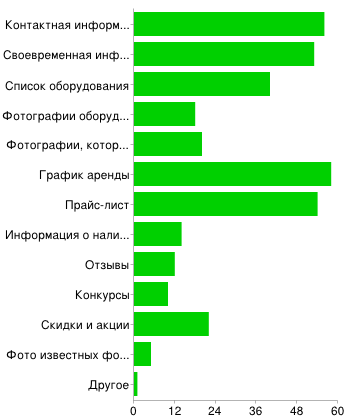 Контактная информ...
Своевременная инф...
Список оборудования
Фотографии оборуд...
Фотографии, котор...
График аренды
Прайс-лист
Информация о нали...
Отзывы
Конкурсы
Скидки и акции
Фото известных фо...
Другое
0 12 24 36 48 60